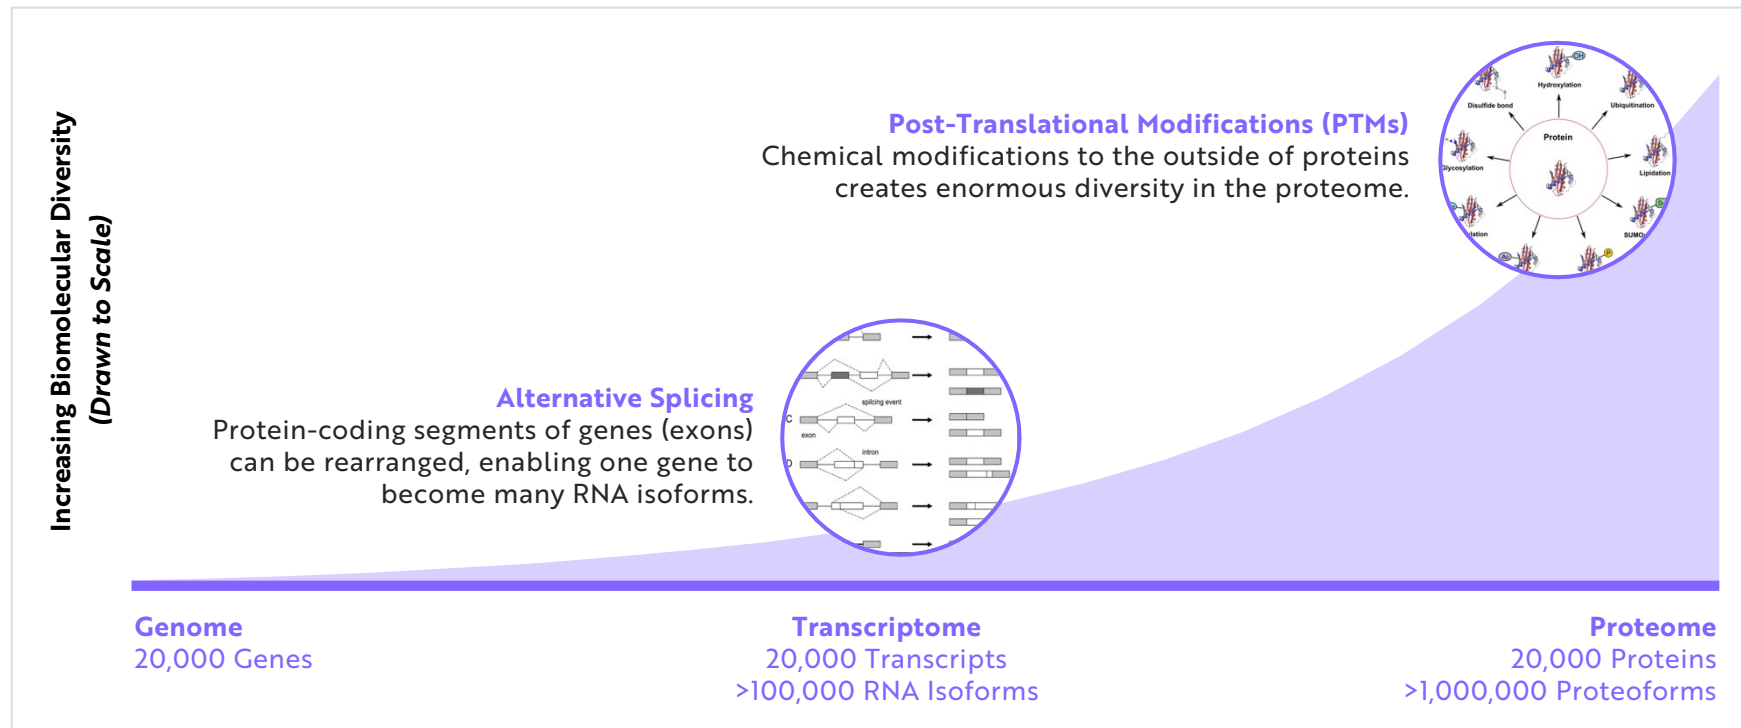 Increasing Biomolecular Diversity
(Drawn to Scale)
Post-Translational Modifications (PTMs)
Chemical modifications to the outside of proteins
creates enormous diversity in the proteome.
Hydroxylation
OH
Disulfide bond
Ubiquitination
Protein
Glycosylation
Lipidation
SUMO
Ac
P
Alternative Splicing
Protein-coding segments of genes (exons)
can be rearranged, enabling one gene to
become many RNA isoforms.
splicing event
C
exon
intron
D
Genome
20,000 Genes
Transcriptome
20,000 Transcripts
>100,000 RNA Isoforms
Proteome
20,000 Proteins
>1,000,000 Proteoforms